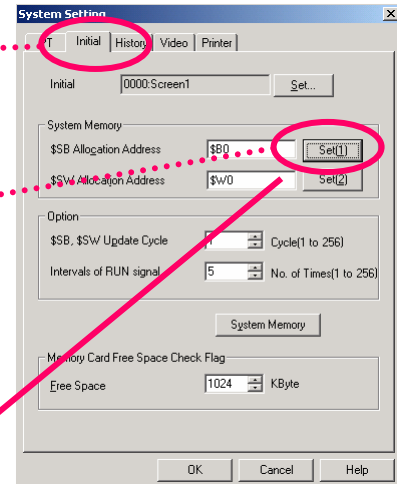 System Setting
PT Initial History Video Printer
Initial 0000:Screen1 Set...
System Memory
$SB Allocation Address $B0 Set(1)
$SW Allocation Address $W0 Set(2)
Option
$SB, $SW Update Cycle Cycle(1 to 256)
Intervals of RUN signal 5 No. of Times(1 to 256)
System Memory
Memory Card Free Space Check Flag
Free Space 1024 KByte
OK Cancel Help